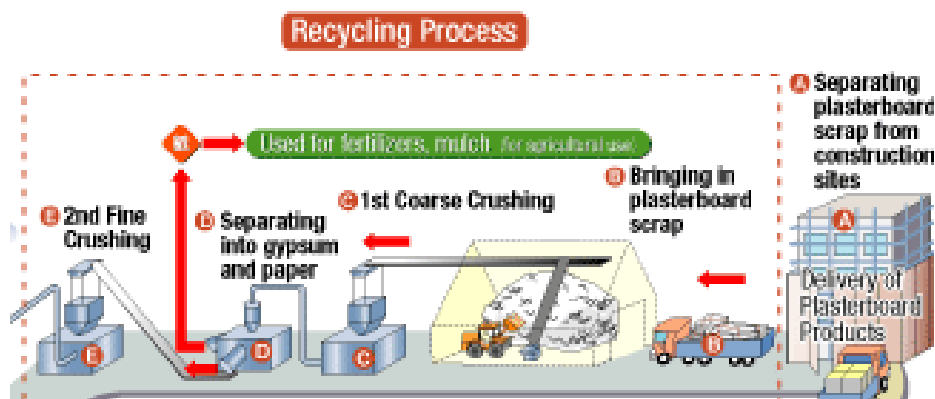 Recycling Process
A Separating
plasterboard
scrap from
construction
sites
Used for fertilizers, mulch (for agricultural use)
B Bringing in
plasterboard
scrap
C 1st Coarse Crushing
D Separating
into gypsum
and paper
E 2nd Fine
Crushing
A
Delivery of
Plasterboard
Products
B
C
D
E